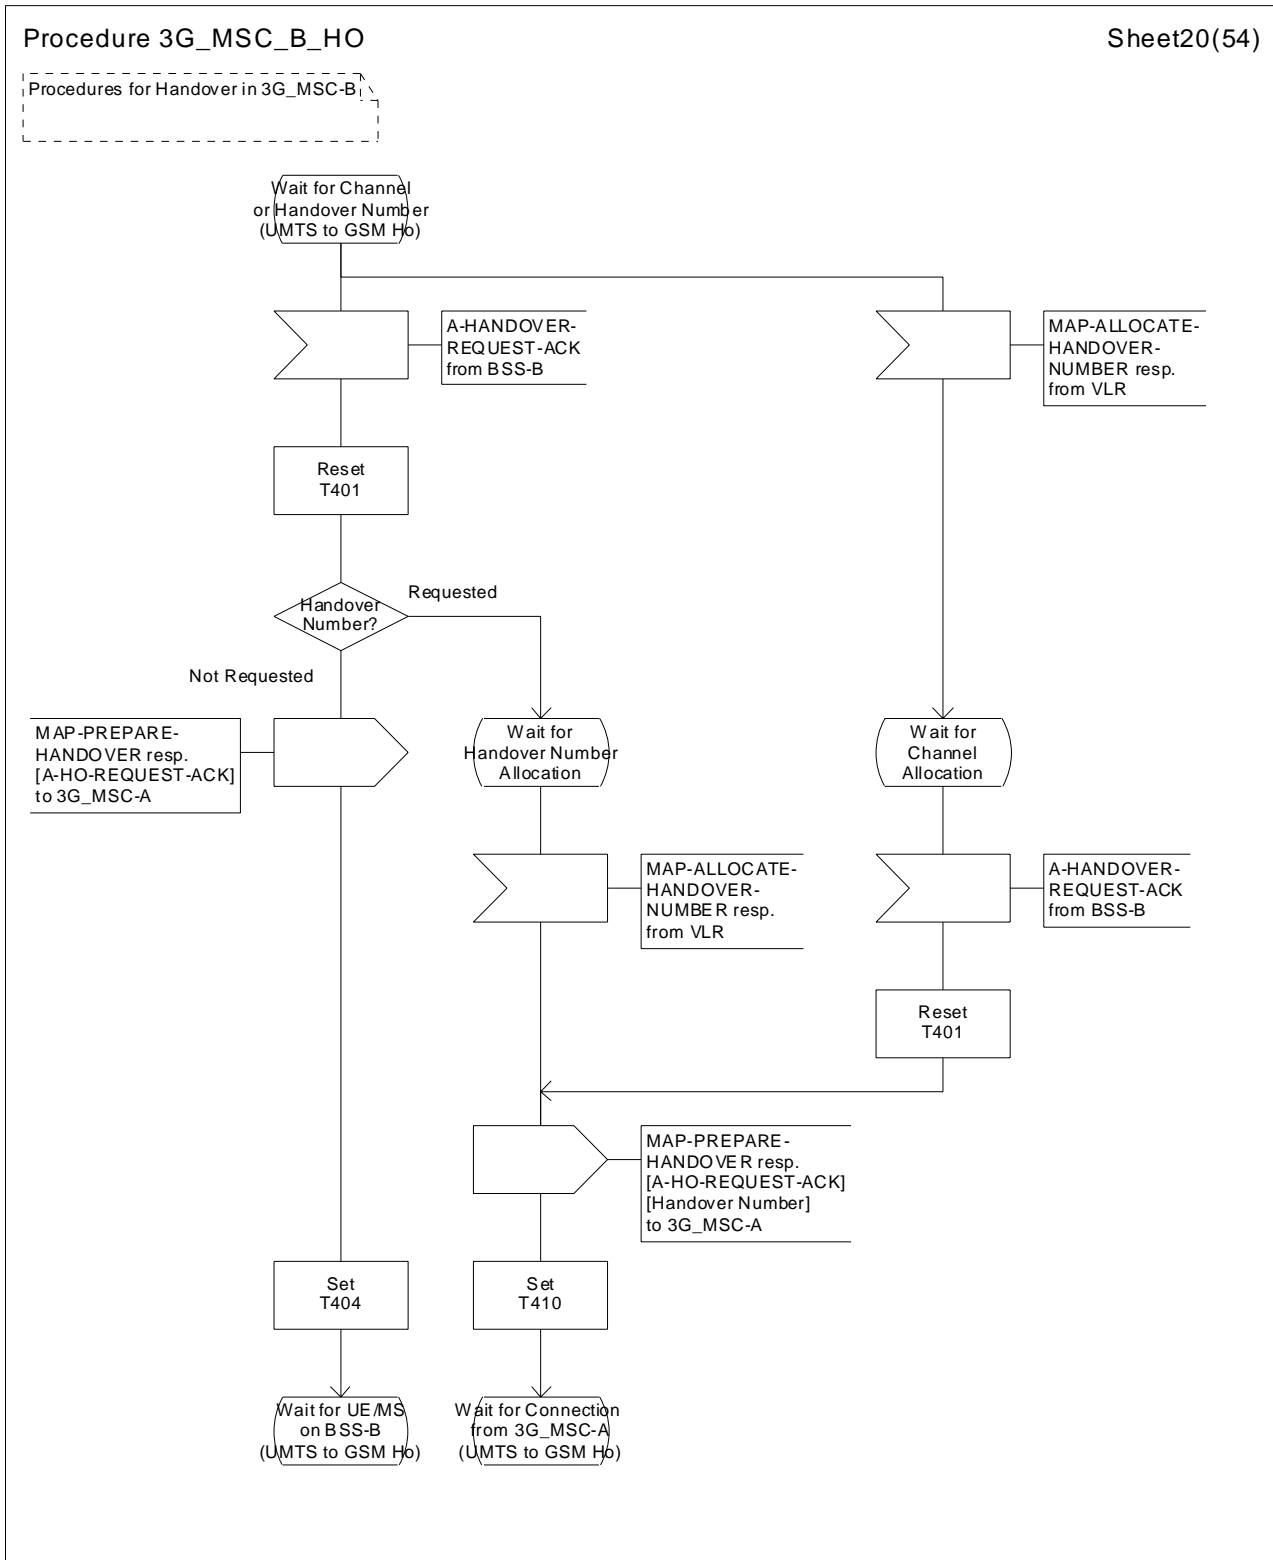 Procedure 3G_MSC_B_HO
Sheet20(54)
Procedures for Handover in 3G_MSC-B
Wait for Channel
or Handover Number
(UMTS to GSM Ho)
A-HANDOVER-
REQUEST-ACK
from BSS-B
MAP-ALLOCATE-
HANDOVER-
NUMBER resp.
from VLR
Reset
T401
Handover
Number?
Requested
Not Requested
MAP-PREPARE-
HANDOVER resp.
[A-HO-REQUEST-ACK]
to 3G_MSC-A
Wait for
Handover Number
Allocation
Wait for
Channel
Allocation
MAP-ALLOCATE-
HANDOVER-
NUMBER resp.
from VLR
A-HANDOVER-
REQUEST-ACK
from BSS-B
Reset
T401
MAP-PREPARE-
HANDOVER resp.
[A-HO-REQUEST-ACK]
[Handover Number]
to 3G_MSC-A
Set
T404
Set
T410
Wait for UE/MS
on BSS-B
(UMTS to GSM Ho)
Wait for Connection
from 3G_MSC-A
(UMTS to GSM Ho)